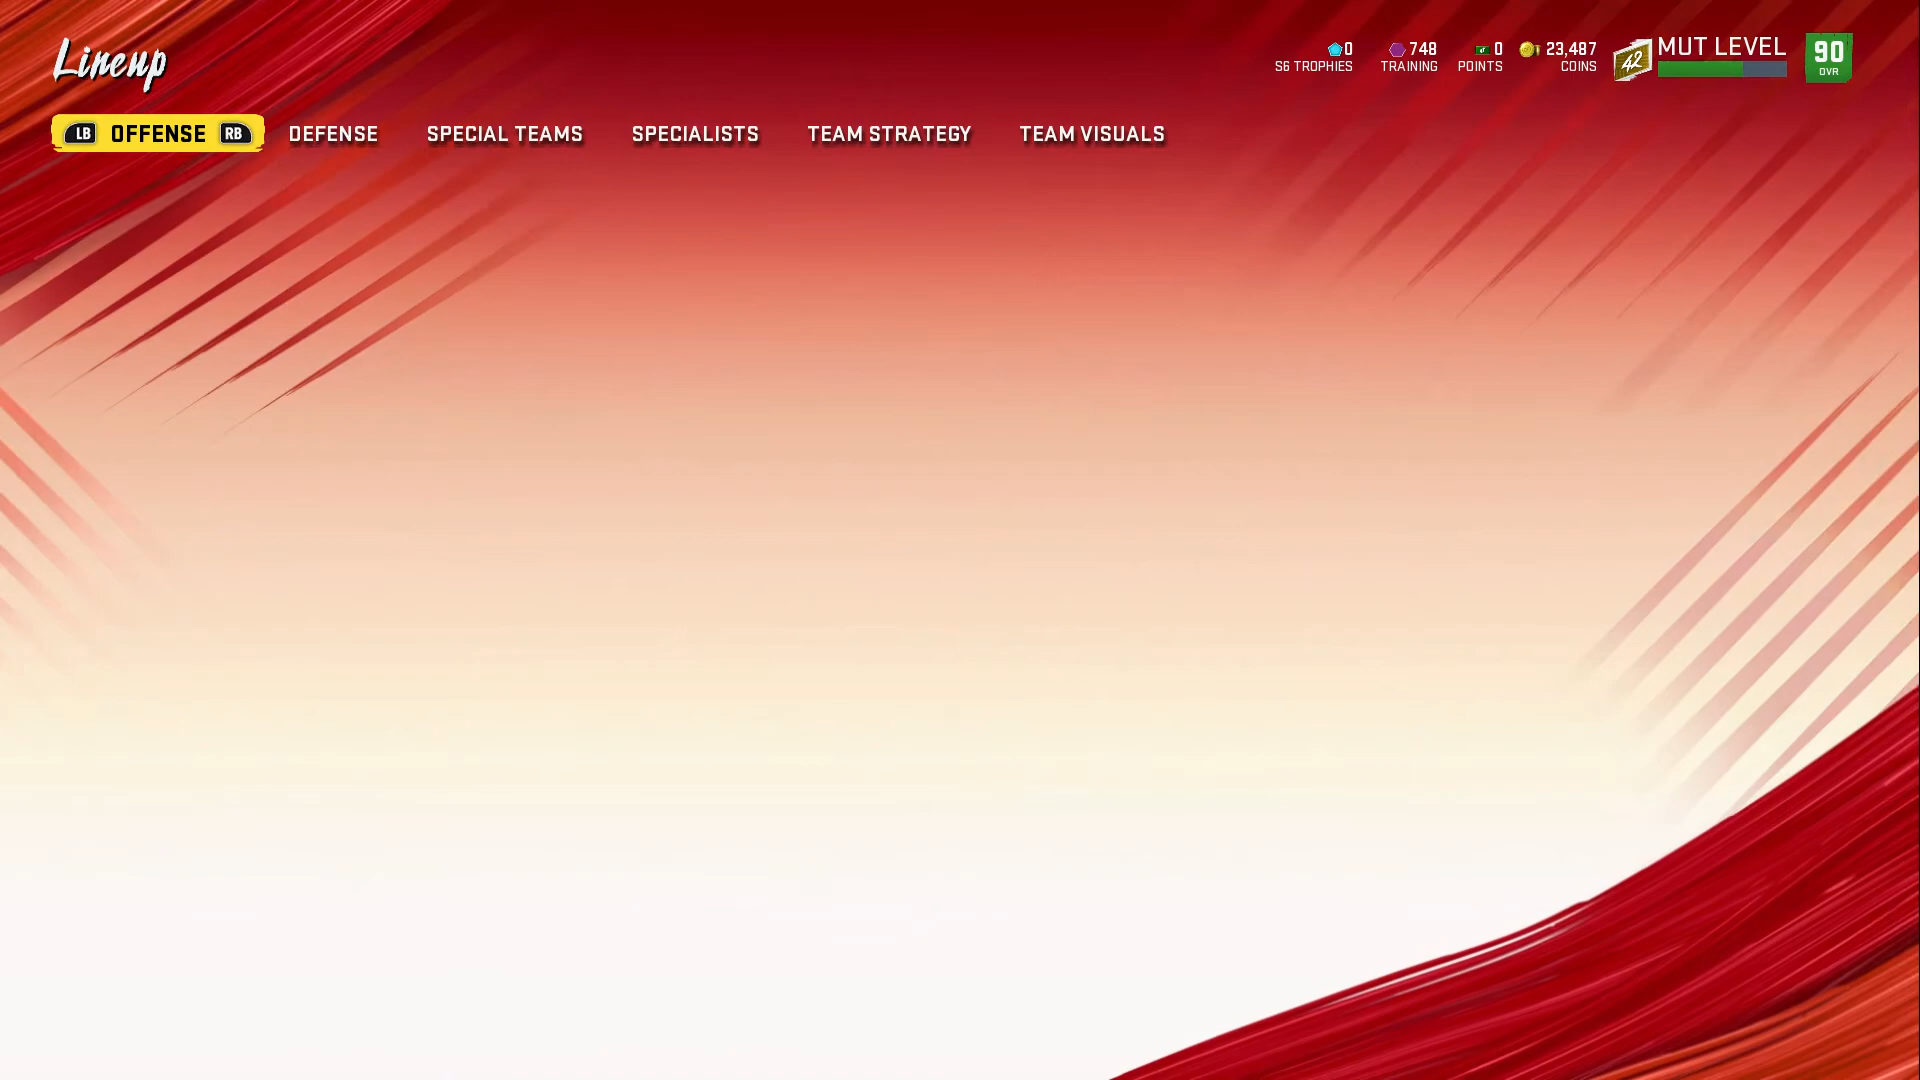 Lineup
0
S6 TROPHIES
748
TRAINING
0
POINTS
23,487
COINS
42
MUT LEVEL
90
OVR
LB OFFENSE RB DEFENSE SPECIAL TEAMS SPECIALISTS TEAM STRATEGY TEAM VISUALS